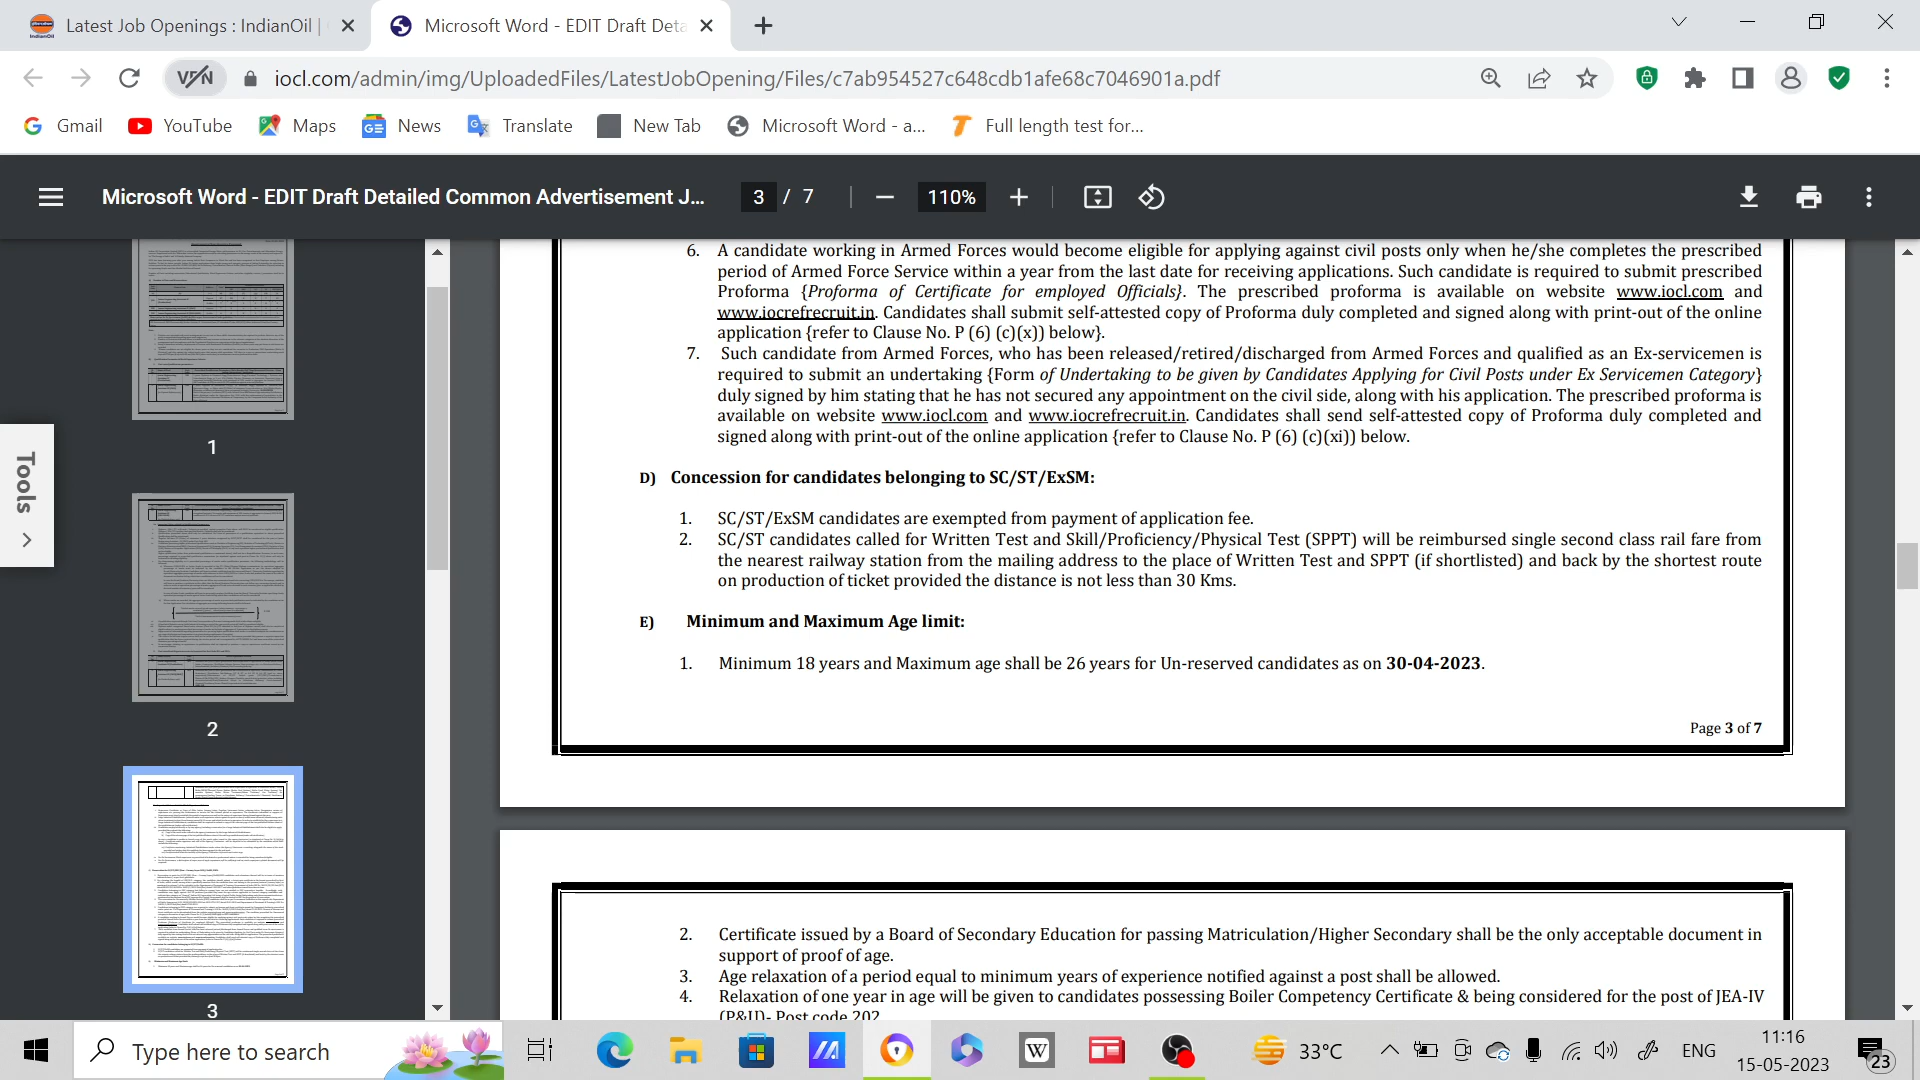 Latest Job Openings : IndianOil |
Microsoft Word - EDIT Draft Deta
VPN
iocl.com/admin/img/UploadedFiles/LatestJobOpening/Files/c7ab954527c648cdb1afe68c7046901a.pdf
Gmail
YouTube
Maps
News
Translate
New Tab
Microsoft Word - a...
Full length test for...
Microsoft Word - EDIT Draft Detailed Common Advertisement J...
3 / 7
110%
6. A candidate working in Armed Forces would become eligible for applying against civil posts only when he/she completes the prescribed
period of Armed Force Service within a year from the last date for receiving applications. Such candidate is required to submit prescribed
Proforma {Proforma of Certificate for employed Officials}. The prescribed proforma is available on website www.iocl.com and
www.iocrefrecruit.in. Candidates shall submit self-attested copy of Proforma duly completed and signed along with print-out of the online
application {refer to Clause No. P (6) (c)(x)) below}.
7. Such candidate from Armed Forces, who has been released/retired/discharged from Armed Forces and qualified as an Ex-servicemen is
required to submit an undertaking {Form of Undertaking to be given by Candidates Applying for Civil Posts under Ex Servicemen Category}
duly signed by him stating that he has not secured any appointment on the civil side, along with his application. The prescribed proforma is
available on website www.iocl.com and www.iocrefrecruit.in. Candidates shall send self-attested copy of Proforma duly completed and
signed along with print-out of the online application {refer to Clause No. P (6) (c)(xi)) below.
D) Concession for candidates belonging to SC/ST/ExSM:
1. SC/ST/ExSM candidates are exempted from payment of application fee.
2. SC/ST candidates called for Written Test and Skill/Proficiency/Physical Test (SPPT) will be reimbursed single second class rail fare from
the nearest railway station from the mailing address to the place of Written Test and SPPT (if shortlisted) and back by the shortest route
on production of ticket provided the distance is not less than 30 Kms.
E) Minimum and Maximum Age limit:
1. Minimum 18 years and Maximum age shall be 26 years for Un-reserved candidates as on 30-04-2023.
Page 3 of 7
2. Certificate issued by a Board of Secondary Education for passing Matriculation/Higher Secondary shall be the only acceptable document in
support of proof of age.
3. Age relaxation of a period equal to minimum years of experience notified against a post shall be allowed.
4. Relaxation of one year in age will be given to candidates possessing Boiler Competency Certificate & being considered for the post of JEA-IV
(P&U)- Post code 202
1
2
3
Tools
Type here to search
33°C
ENG
11:16
15-05-2023
23